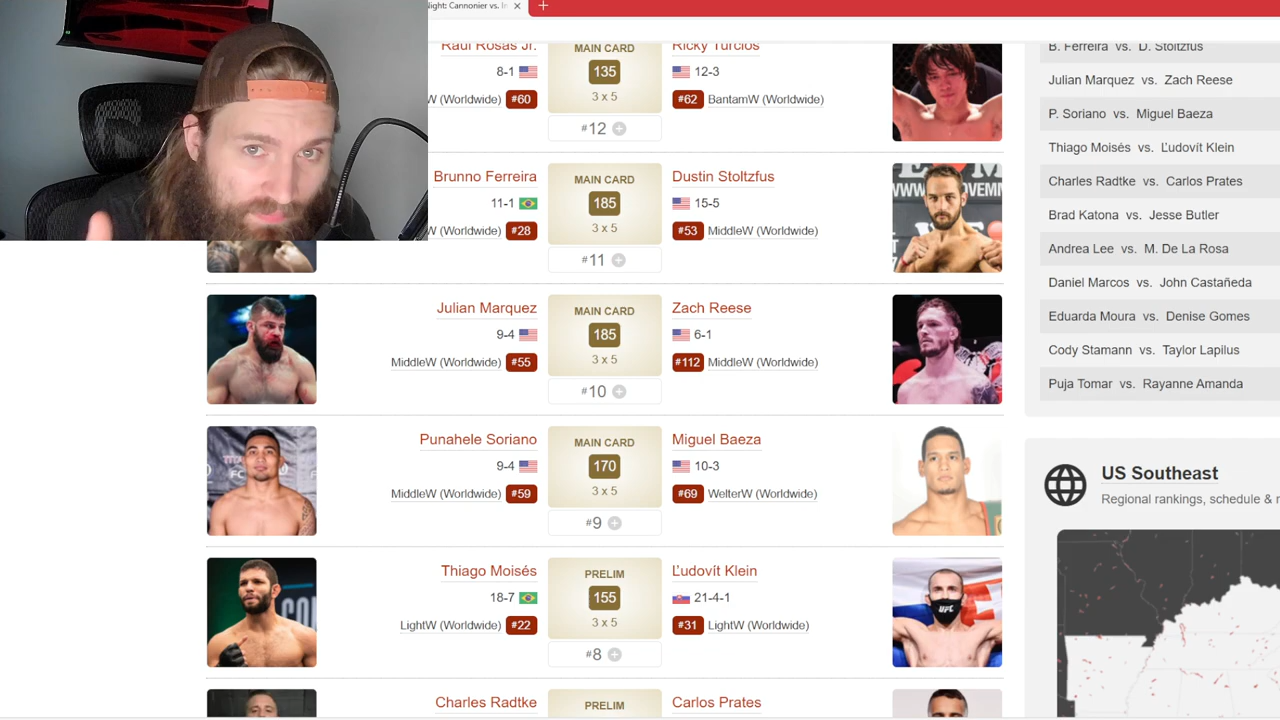 Night: Cannonier vs. I
Raul Rosas Jr.
MAIN CARD
Ricky Turcios
8-1
135
12-3
W (Worldwide) #60
3 x 5
#62 BantamW (Worldwide)
#12
Brunno Ferreira
MAIN CARD
Dustin Stoltzfus
11-1
185
15-5
W (Worldwide) #28
3 x 5
#53 MiddleW (Worldwide)
#11
Julian Marquez
MAIN CARD
Zach Reese
9-4
185
6-1
MiddleW (Worldwide) #55
3 x 5
#112 MiddleW (Worldwide)
#10
Punahele Soriano
MAIN CARD
Miguel Baeza
9-4
170
10-3
MiddleW (Worldwide) #59
3 x 5
#69 WelterW (Worldwide)
#9
Thiago Moisés
PRELIM
Ľudovít Klein
18-7
155
21-4-1
LightW (Worldwide) #22
3 x 5
#31 LightW (Worldwide)
#8
UFC
Charles Radtke
PRELIM
Carlos Prates
B. Ferreira vs. D. Stoltzfus
Julian Marquez vs. Zach Reese
P. Soriano vs. Miguel Baeza
Thiago Moisés vs. Ľudovít Klein
Charles Radtke vs. Carlos Prates
Brad Katona vs. Jesse Butler
Andrea Lee vs. M. De La Rosa
Daniel Marcos vs. John Castañeda
Eduarda Moura vs. Denise Gomes
Cody Stamann vs. Taylor Lapilus
Puja Tomar vs. Rayanne Amanda
US Southeast
Regional rankings, schedule &